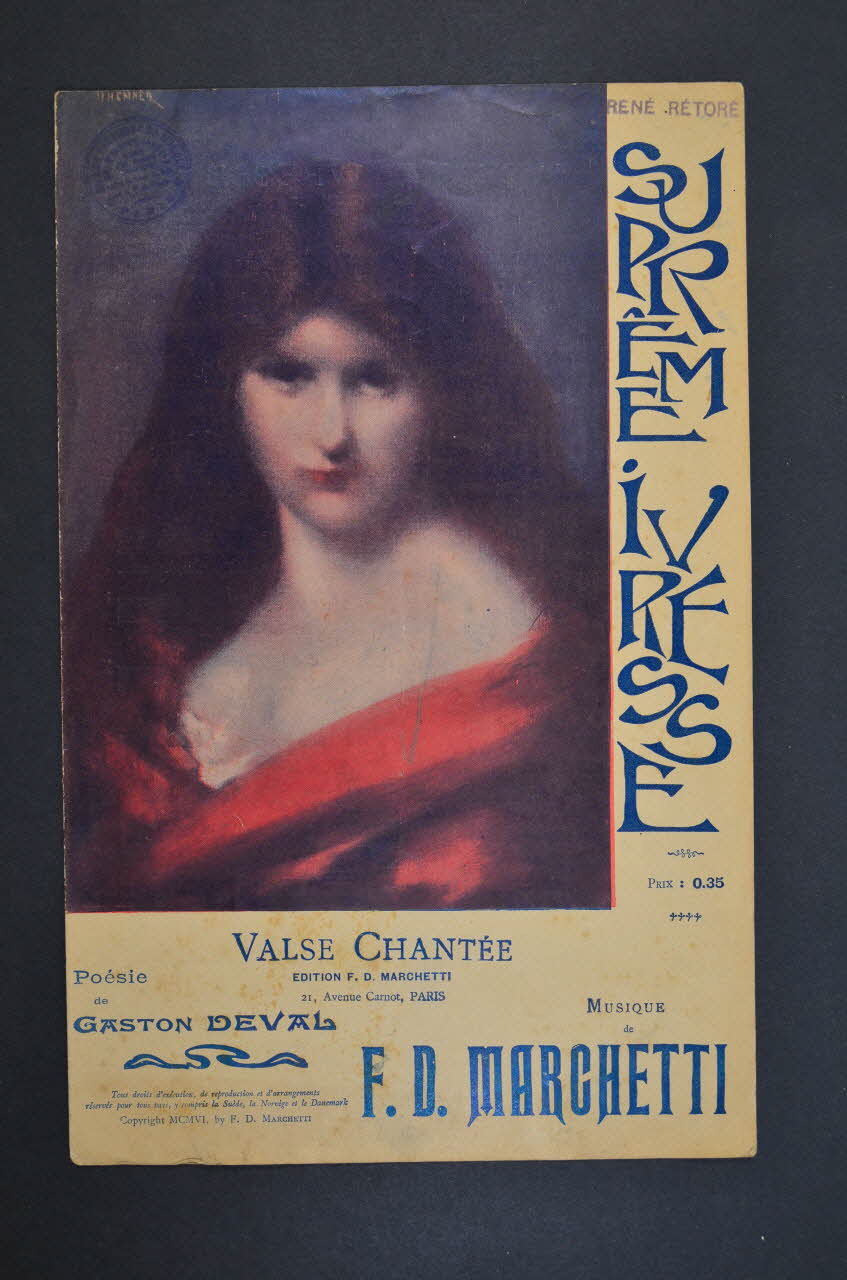 RENÉ RÉTORÉ
SUPRÊME IVRESSE
PRIX : 0.35
VALSE CHANTÉE
EDITION F. D. MARCHETTI
21, Avenue Carnot, PARIS
Poésie
de
GASTON DEVAL
MUSIQUE
de
F. D. MARCHETTI
Tous droits d'exécution, de reproduction et d'arrangements
réservés pour tous pays, y compris la Suède, la Norvège et le Danemark
Copyright MCMVI, by F. D. MARCHETTI